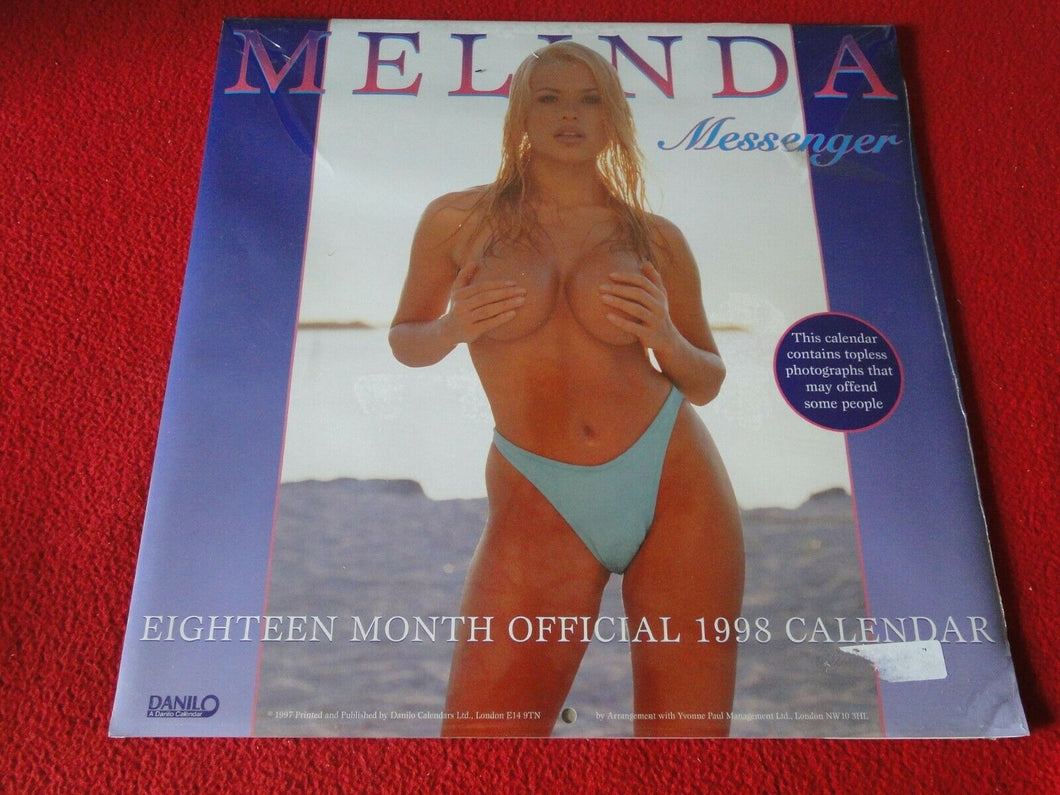 MELINDA
Messenger
This calendar
contains topless
photographs that
may offend
some people
EIGHTEEN MONTH OFFICIAL 1998 CALENDAR
DANILO
A Danilo Calendar
© 1997 Printed and Published by Danilo Calendars Ltd., London E14 9TN
by Arrangement with Yvonne Paul Management Ltd., London NW10 3HL